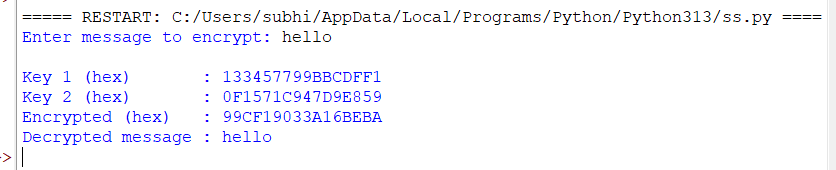 ===== RESTART: C:/Users/subhi/AppData/Local/Programs/Python/Python313/ss.py ====
Enter message to encrypt: hello
Key 1 (hex)       : 133457799BBCDFF1
Key 2 (hex)       : 0F1571C947D9E859
Encrypted (hex)   : 99CF19033A16BEBA
Decrypted message : hello
>